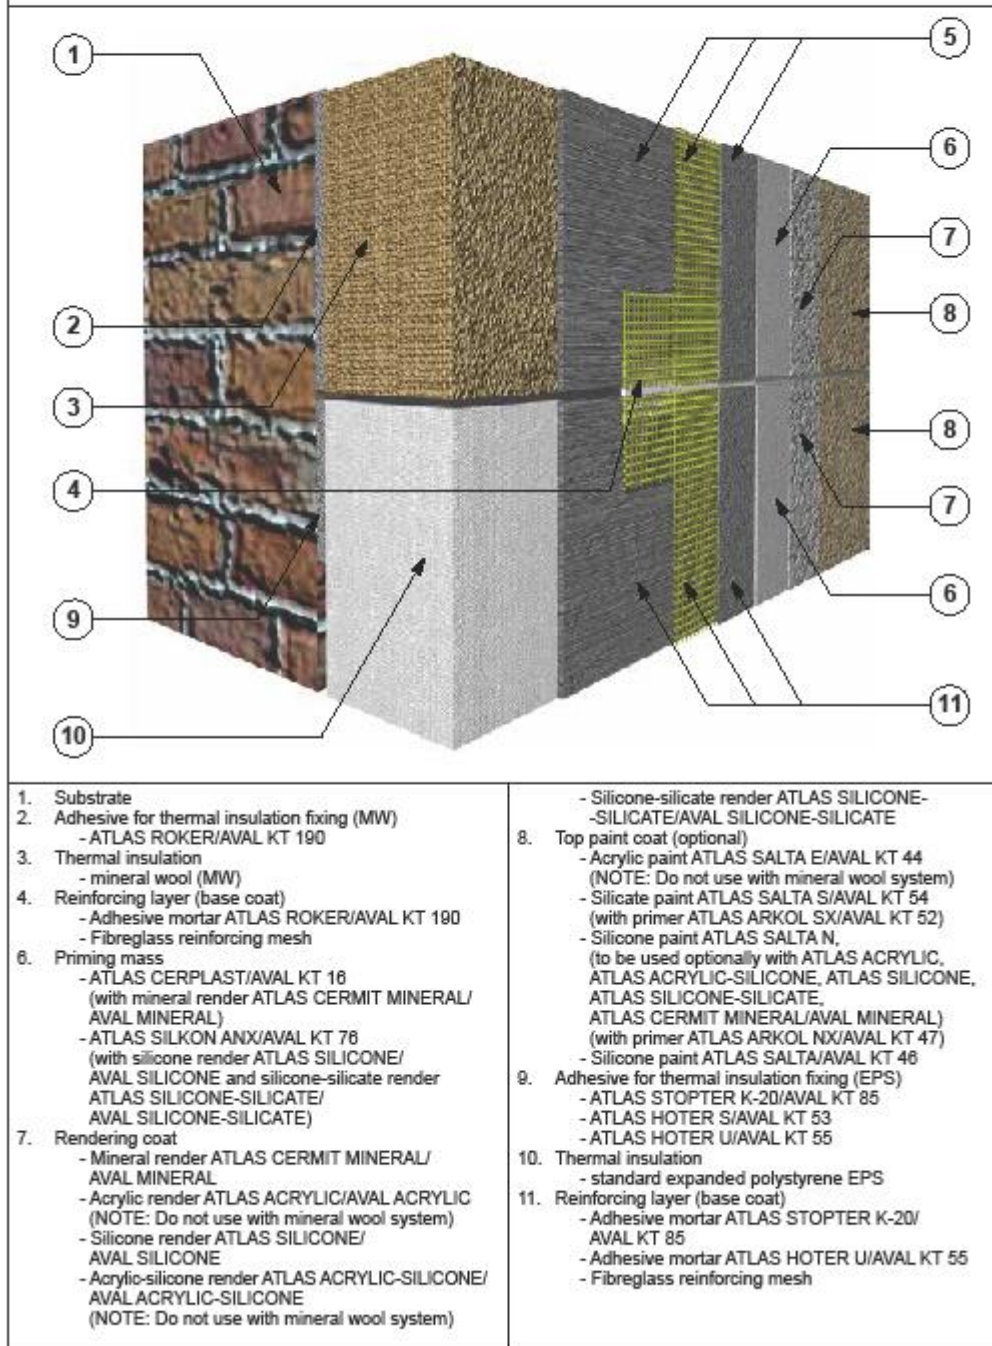 1
5
6
7
2
8
3
8
4
7
9
6
10
11
1. Substrate
2. Adhesive for thermal insulation fixing (MW)
- ATLAS ROKER/AVAL KT 190
3. Thermal insulation
- mineral wool (MW)
4. Reinforcing layer (base coat)
- Adhesive mortar ATLAS ROKER/AVAL KT 190
- Fibreglass reinforcing mesh
6. Priming mass
- ATLAS CERPLAST/AVAL KT 16
(with mineral render ATLAS CERMIT MINERAL/
AVAL MINERAL)
- ATLAS SILKON ANX/AVAL KT 76
(with silicone render ATLAS SILICONE/
AVAL SILICONE and silicone-silicate render
ATLAS SILICONE-SILICATE/
AVAL SILICONE-SILICATE)
7. Rendering coat
- Mineral render ATLAS CERMIT MINERAL/
AVAL MINERAL
- Acrylic render ATLAS ACRYLIC/AVAL ACRYLIC
(NOTE: Do not use with mineral wool system)
- Silicone render ATLAS SILICONE/
AVAL SILICONE
- Acrylic-silicone render ATLAS ACRYLIC-SILICONE/
AVAL ACRYLIC-SILICONE
(NOTE: Do not use with mineral wool system)
- Silicone-silicate render ATLAS SILICONE-
-SILICATE/AVAL SILICONE-SILICATE
8. Top paint coat (optional)
- Acrylic paint ATLAS SALTA E/AVAL KT 44
(NOTE: Do not use with mineral wool system)
- Silicate paint ATLAS SALTA S/AVAL KT 54
(with primer ATLAS ARKOL SX/AVAL KT 52)
- Silicone paint ATLAS SALTA N,
(to be used optionally with ATLAS ACRYLIC,
ATLAS ACRYLIC-SILICONE, ATLAS SILICONE,
ATLAS SILICONE-SILICATE,
ATLAS CERMIT MINERAL/AVAL MINERAL)
(with primer ATLAS ARKOL NX/AVAL KT 47)
- Silicone paint ATLAS SALTA/AVAL KT 46
9. Adhesive for thermal insulation fixing (EPS)
- ATLAS STOPTER K-20/AVAL KT 85
- ATLAS HOTER S/AVAL KT 53
- ATLAS HOTER U/AVAL KT 55
10. Thermal insulation
- standard expanded polystyrene EPS
11. Reinforcing layer (base coat)
- Adhesive mortar ATLAS STOPTER K-20/
AVAL KT 85
- Adhesive mortar ATLAS HOTER U/AVAL KT 55
- Fibreglass reinforcing mesh